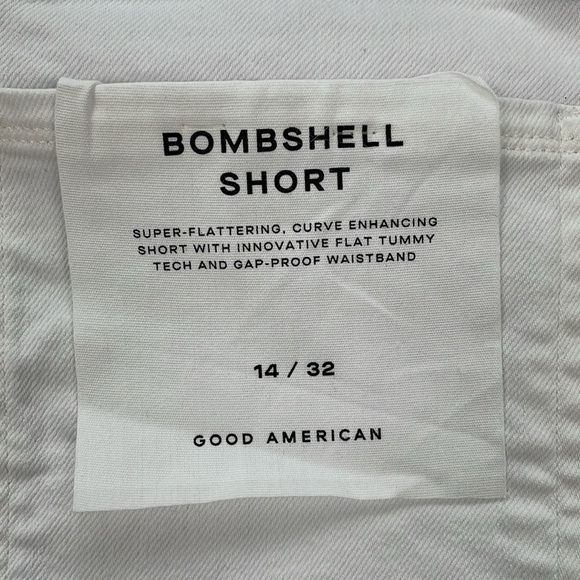 BOMBSHELL
SHORT
SUPER-FLATTERING, CURVE ENHANCING
SHORT WITH INNOVATIVE FLAT TUMMY
TECH AND GAP-PROOF WAISTBAND
14 / 32
GOOD AMERICAN